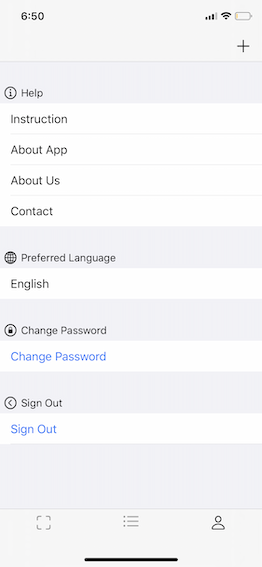 6:50
Help
Instruction
About App
About Us
Contact
Preferred Language
English
Change Password
Change Password
Sign Out
Sign Out